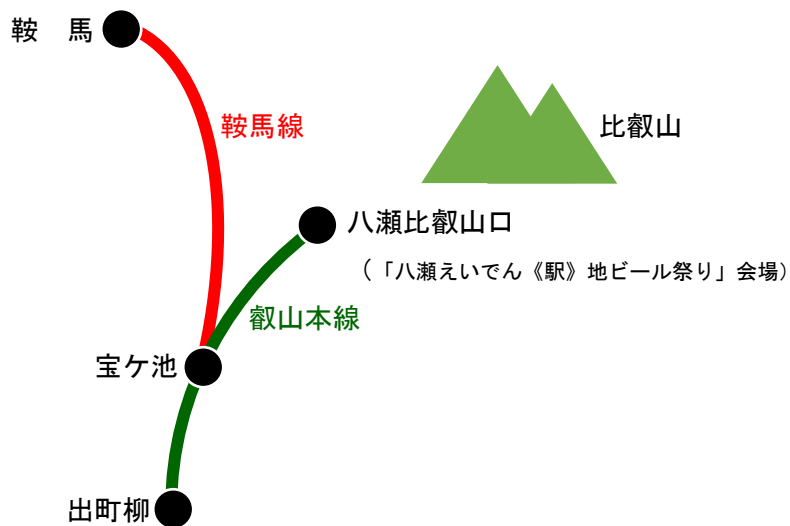 鞍　馬
鞍馬線
比叡山
八瀬比叡山口
（「八瀬えいでん《駅》地ビール祭り」会場）
叡山本線
宝ケ池
出町柳